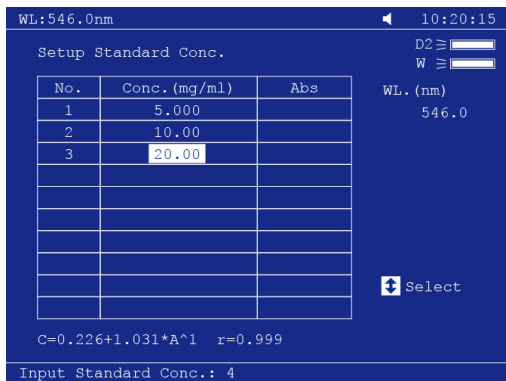 WL:546.0nm 10:20:15
Setup Standard Conc.
D2
W
No. Conc.(mg/ml) Abs
WL.(nm)
1 5.000
546.0
2 10.00
3 20.00
Select
C=0.226+1.031*A^1 r=0.999
Input Standard Conc.: 4